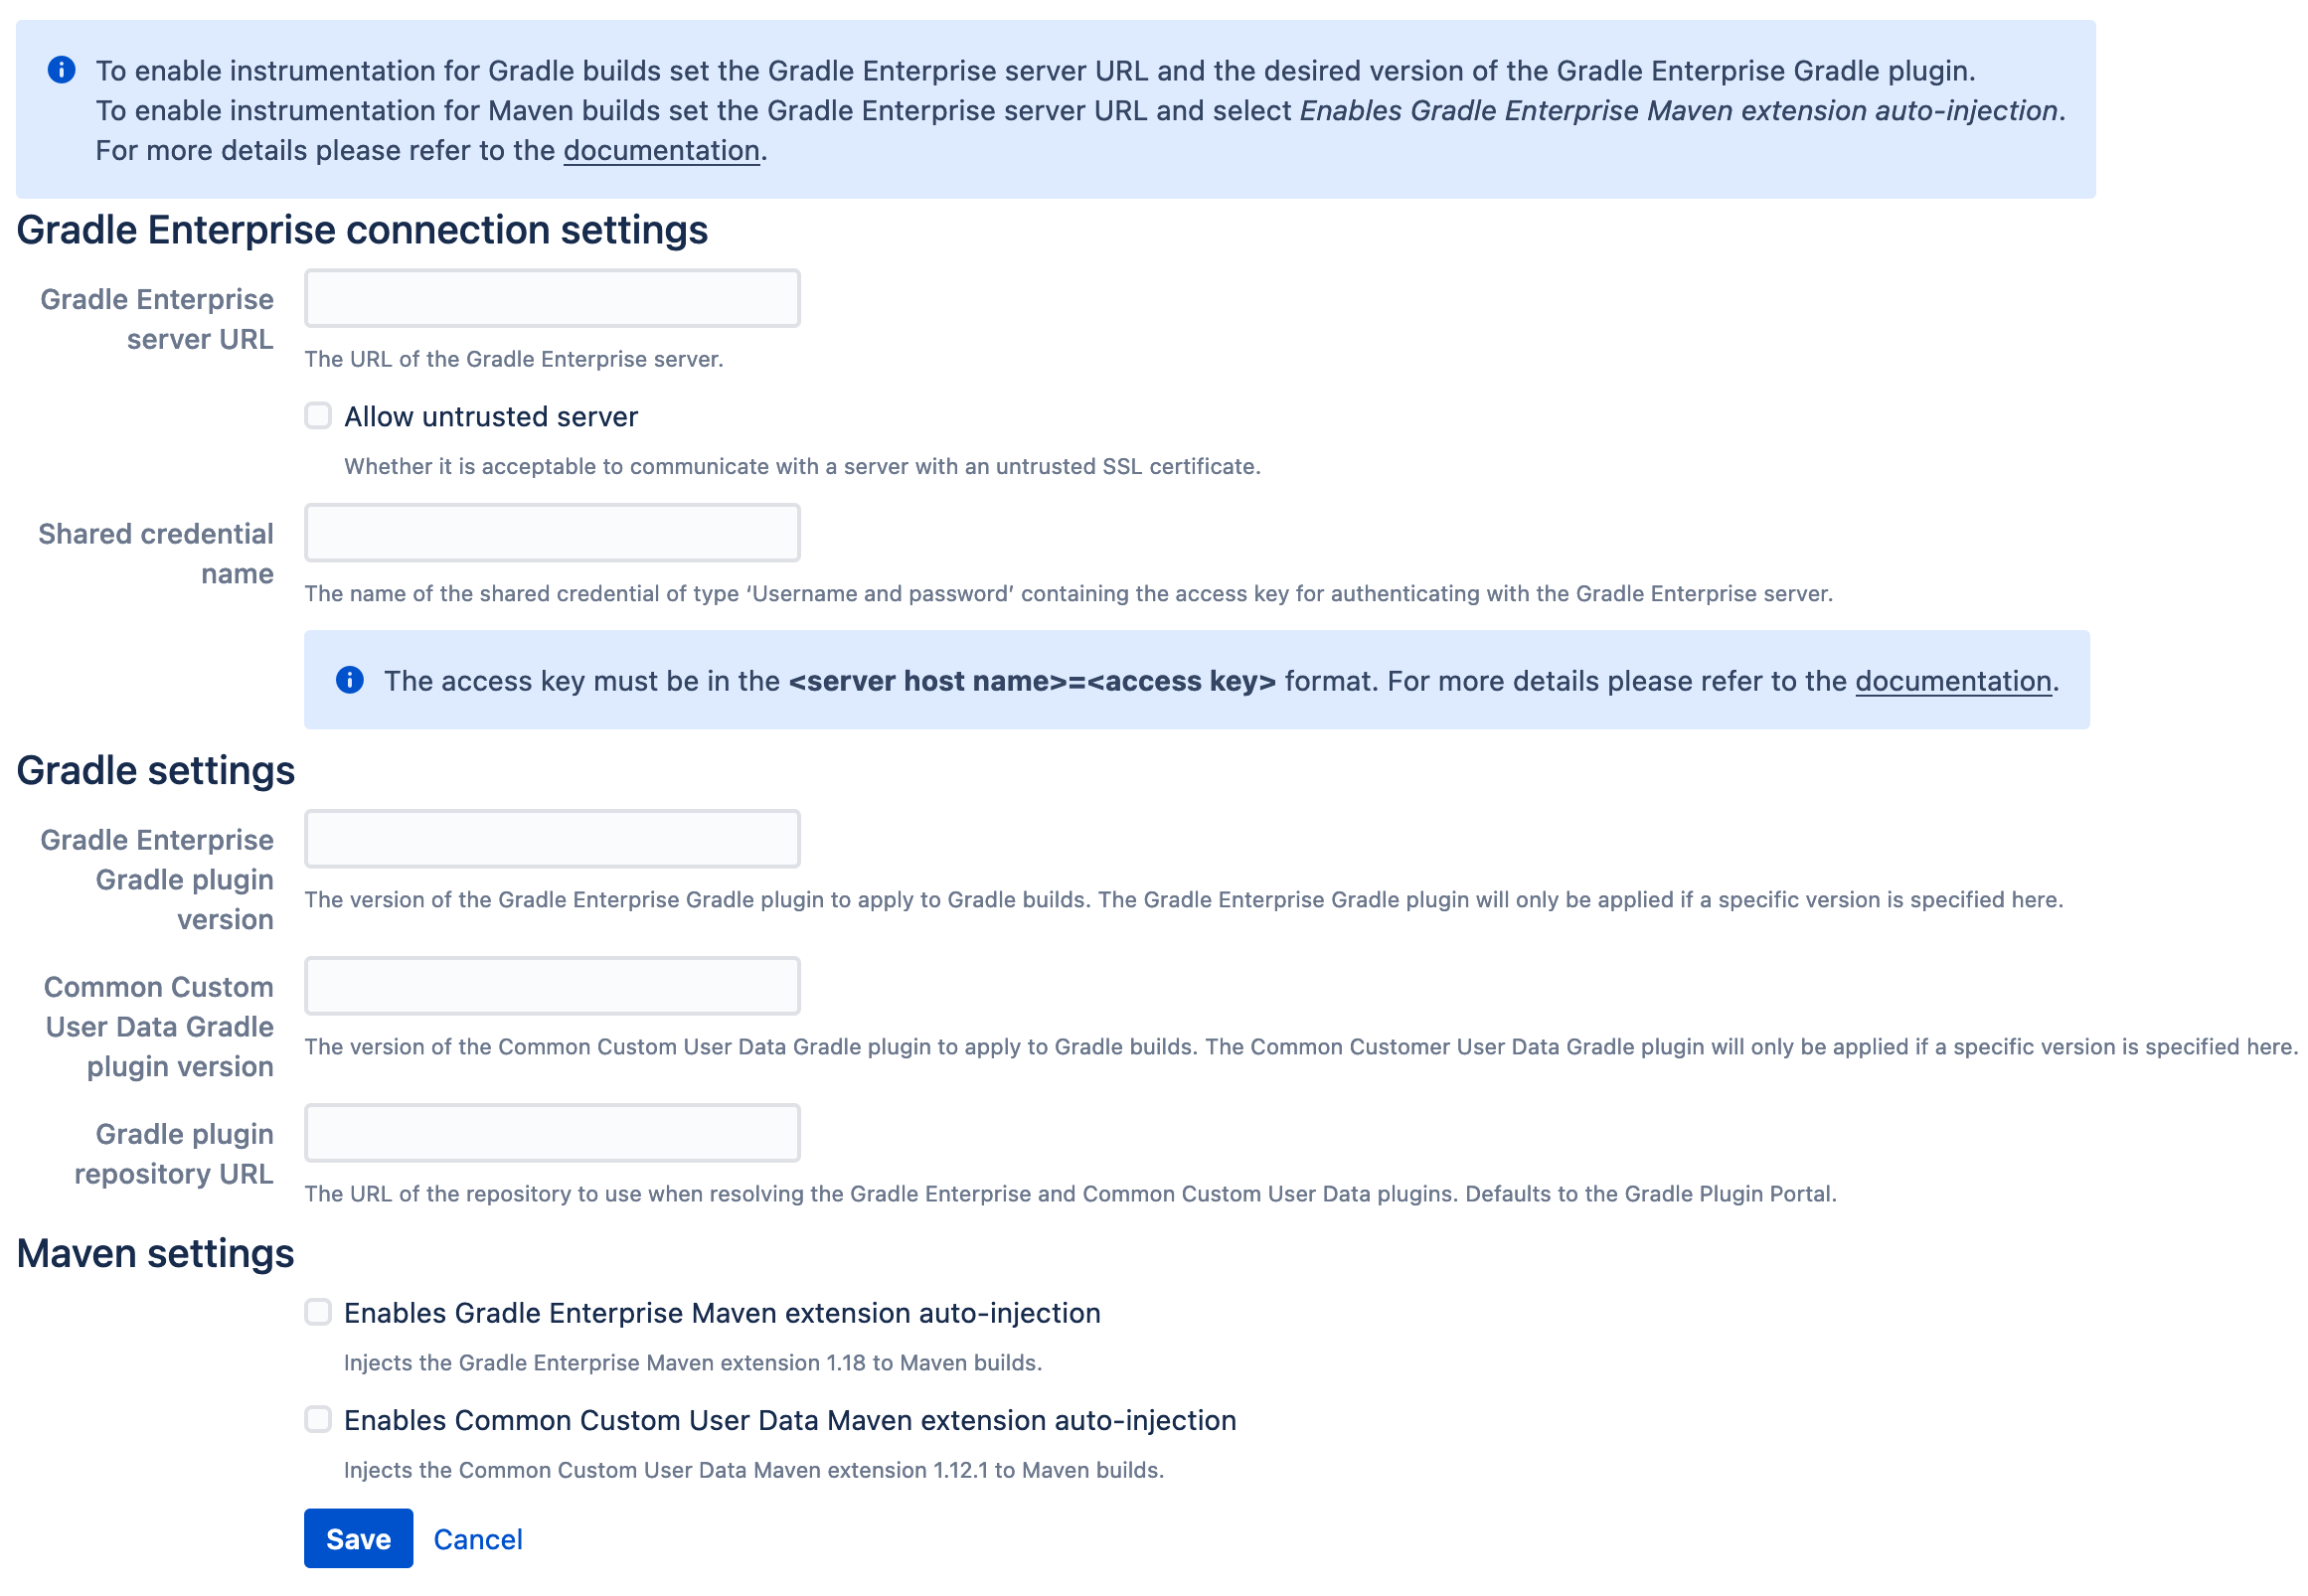 To enable instrumentation for Gradle builds set the Gradle Enterprise server URL and the desired version of the Gradle Enterprise Gradle plugin.
To enable instrumentation for Maven builds set the Gradle Enterprise server URL and select Enables Gradle Enterprise Maven extension auto-injection.
For more details please refer to the documentation.
Gradle Enterprise connection settings
Gradle Enterprise
server URL
The URL of the Gradle Enterprise server.
Allow untrusted server
Whether it is acceptable to communicate with a server with an untrusted SSL certificate.
Shared credential
name
The name of the shared credential of type ‘Username and password’ containing the access key for authenticating with the Gradle Enterprise server.
The access key must be in the <server host name>=<access key> format. For more details please refer to the documentation.
Gradle settings
Gradle Enterprise
Gradle plugin
version
The version of the Gradle Enterprise Gradle plugin to apply to Gradle builds. The Gradle Enterprise Gradle plugin will only be applied if a specific version is specified here.
Common Custom
User Data Gradle
plugin version
The version of the Common Custom User Data Gradle plugin to apply to Gradle builds. The Common Customer User Data Gradle plugin will only be applied if a specific version is specified here.
Gradle plugin
repository URL
The URL of the repository to use when resolving the Gradle Enterprise and Common Custom User Data plugins. Defaults to the Gradle Plugin Portal.
Maven settings
Enables Gradle Enterprise Maven extension auto-injection
Injects the Gradle Enterprise Maven extension 1.18 to Maven builds.
Enables Common Custom User Data Maven extension auto-injection
Injects the Common Custom User Data Maven extension 1.12.1 to Maven builds.
Save Cancel